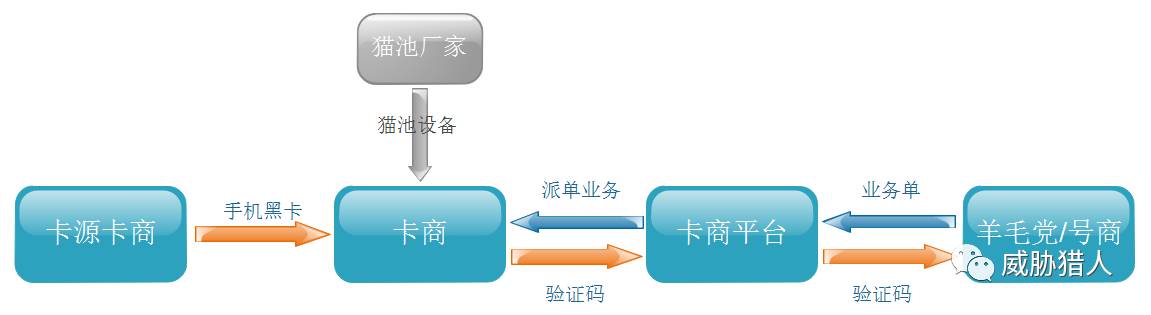 猫池厂家
猫池设备
手机黑卡
派单业务
业务单
卡源卡商
卡商
卡商平台
羊毛党/号商
威胁猎人
验证码
验证码